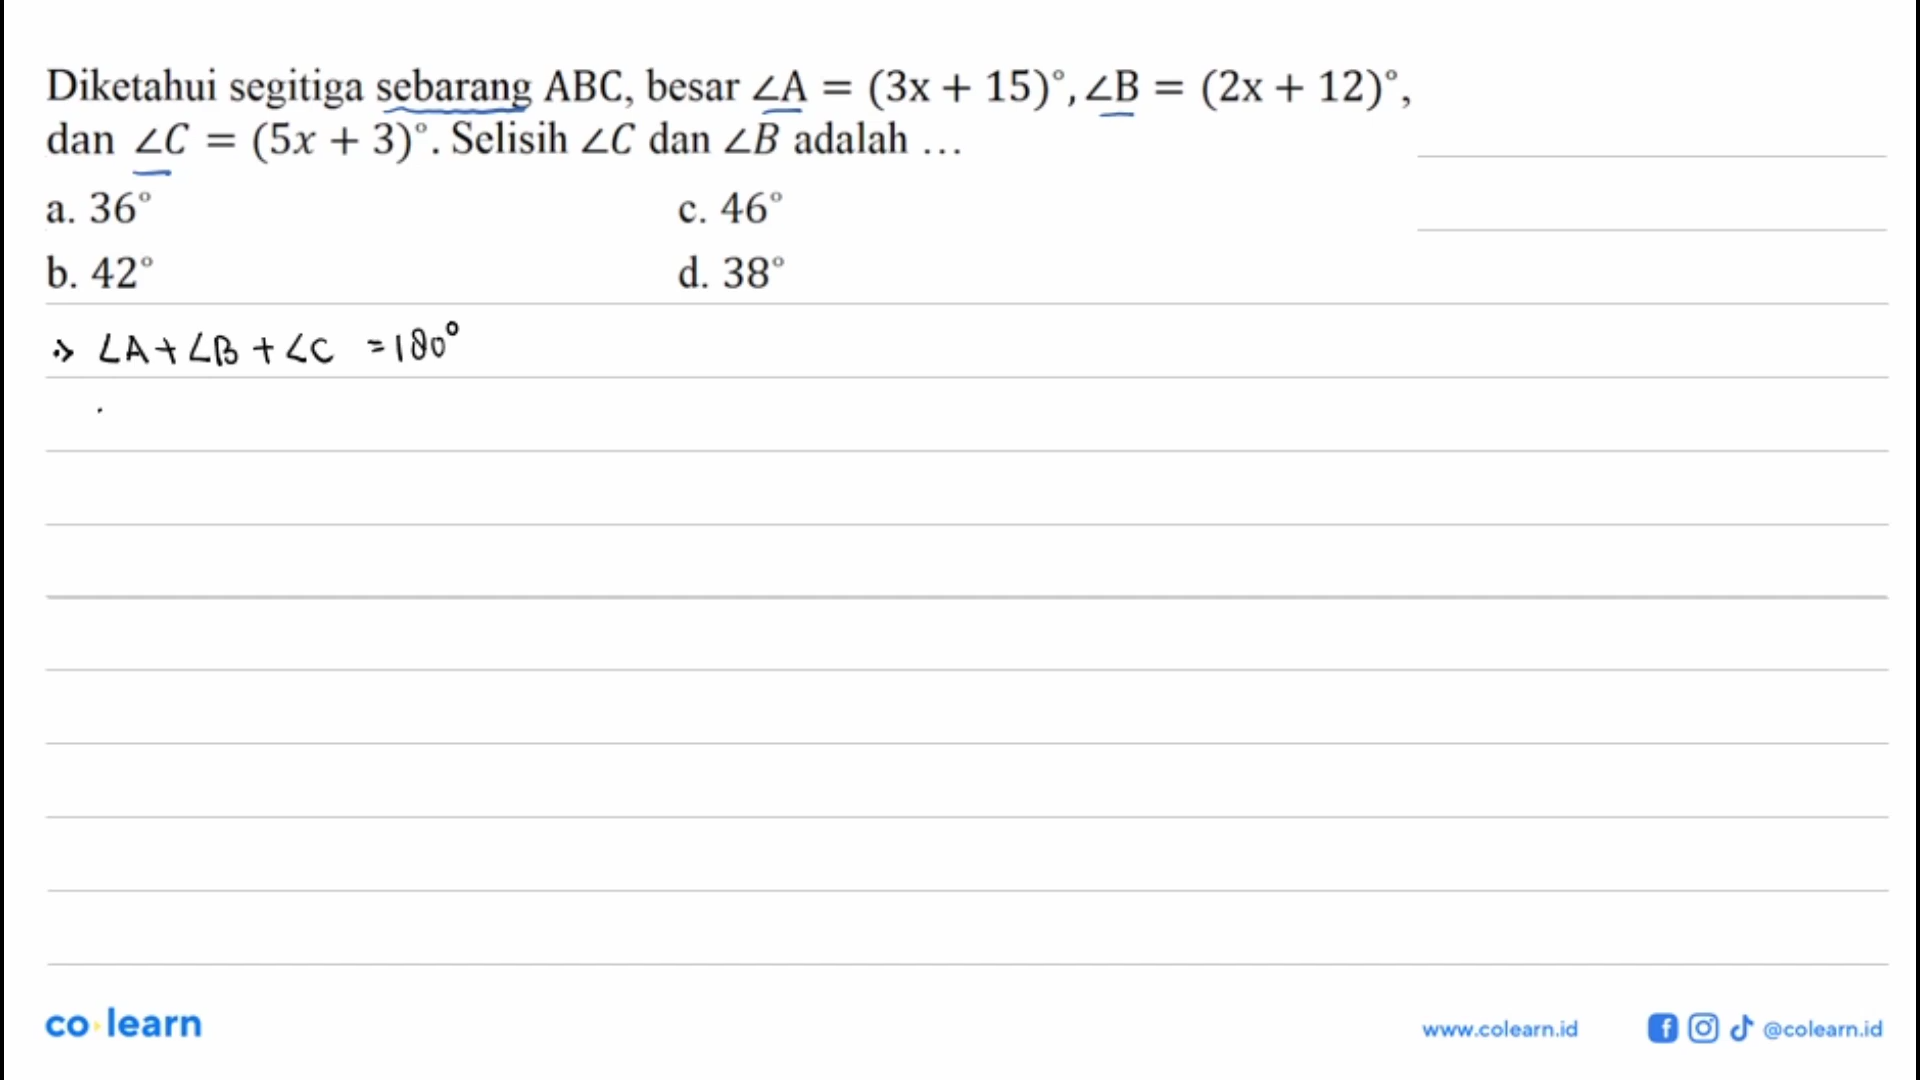 Diketahui segitiga sebarang ABC, besar ∠A = (3x + 15)°, ∠B = (2x + 12)°,
dan ∠C = (5x + 3)°. Selisih ∠C dan ∠B adalah ...
a. 36° c. 46°
b. 42° d. 38°
∠A + ∠B + ∠C = 180°
co learn www.colearn.id @colearn.id